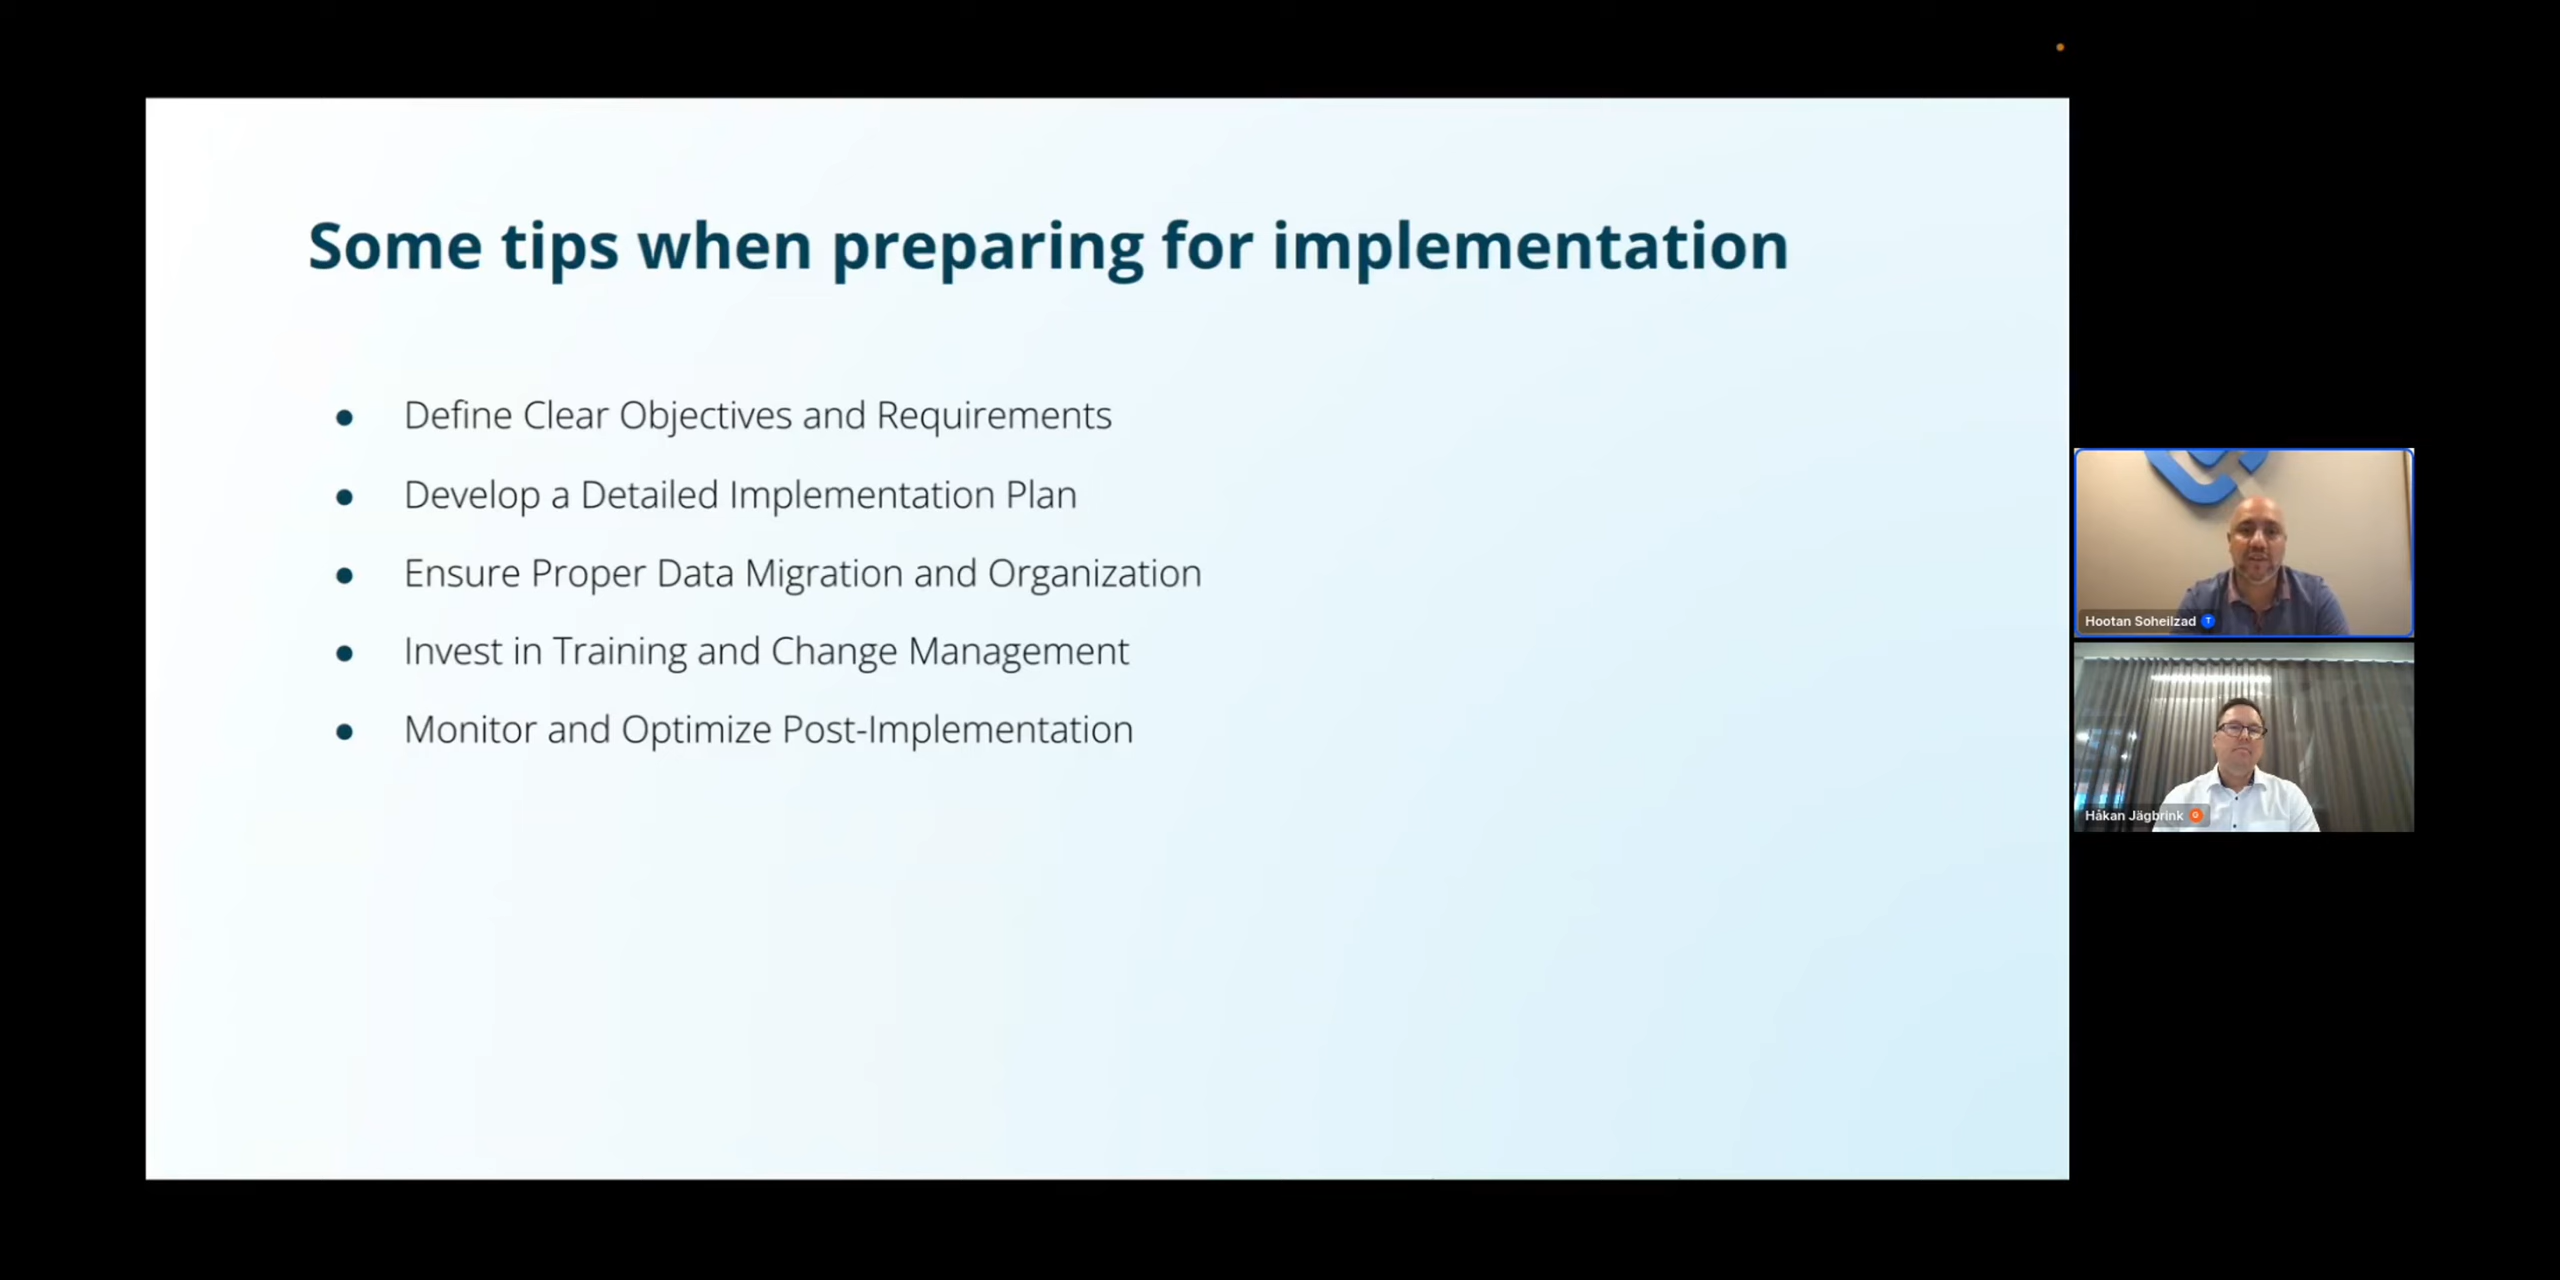 Some tips when preparing for implementation
Define Clear Objectives and Requirements
Develop a Detailed Implementation Plan
Ensure Proper Data Migration and Organization
Invest in Training and Change Management
Monitor and Optimize Post-Implementation
Hootan Soheilzad T
Håkan Jägbrink G